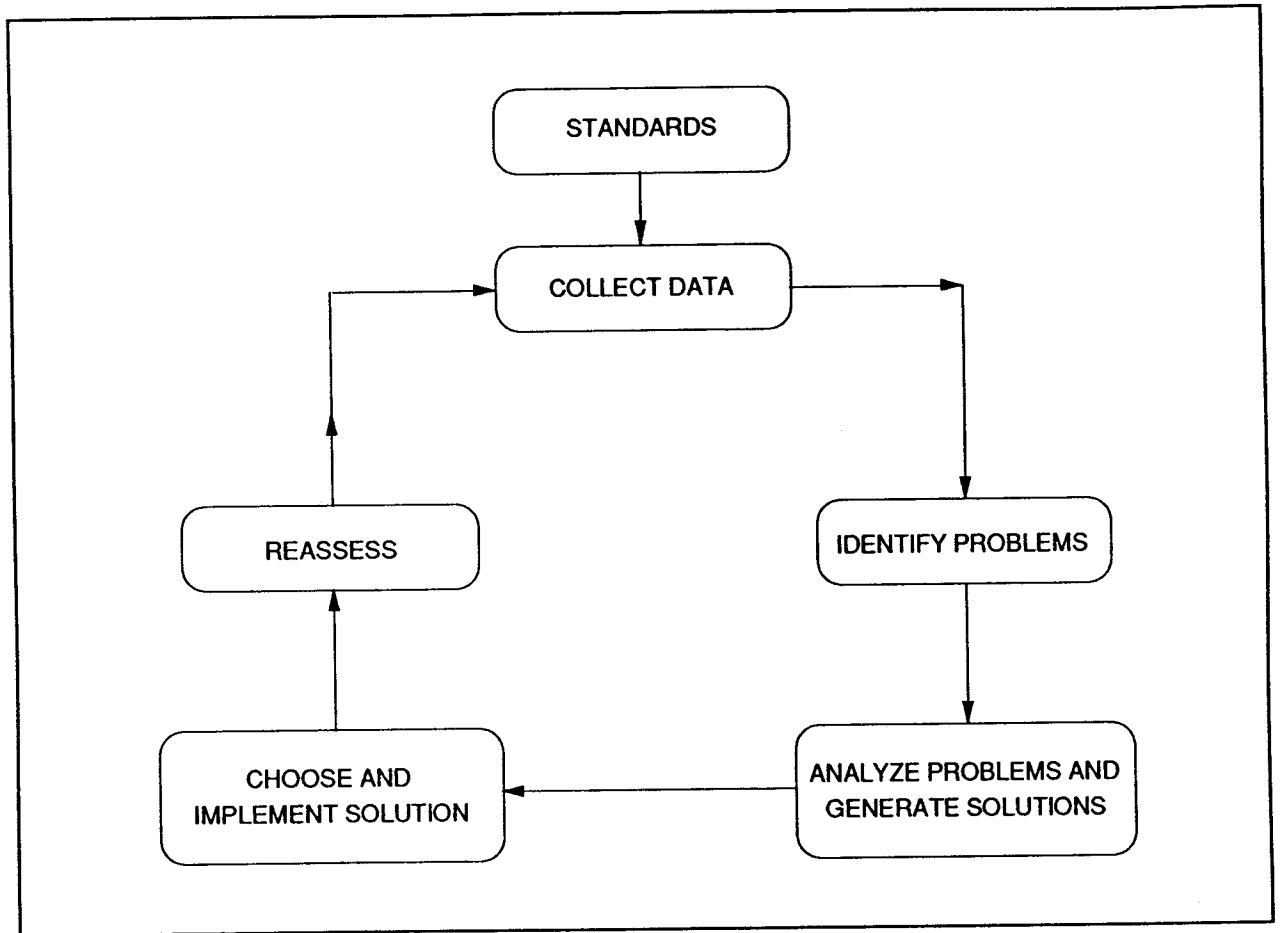 STANDARDS
COLLECT DATA
IDENTIFY PROBLEMS
ANALYZE PROBLEMS AND
GENERATE SOLUTIONS
CHOOSE AND
IMPLEMENT SOLUTION
REASSESS